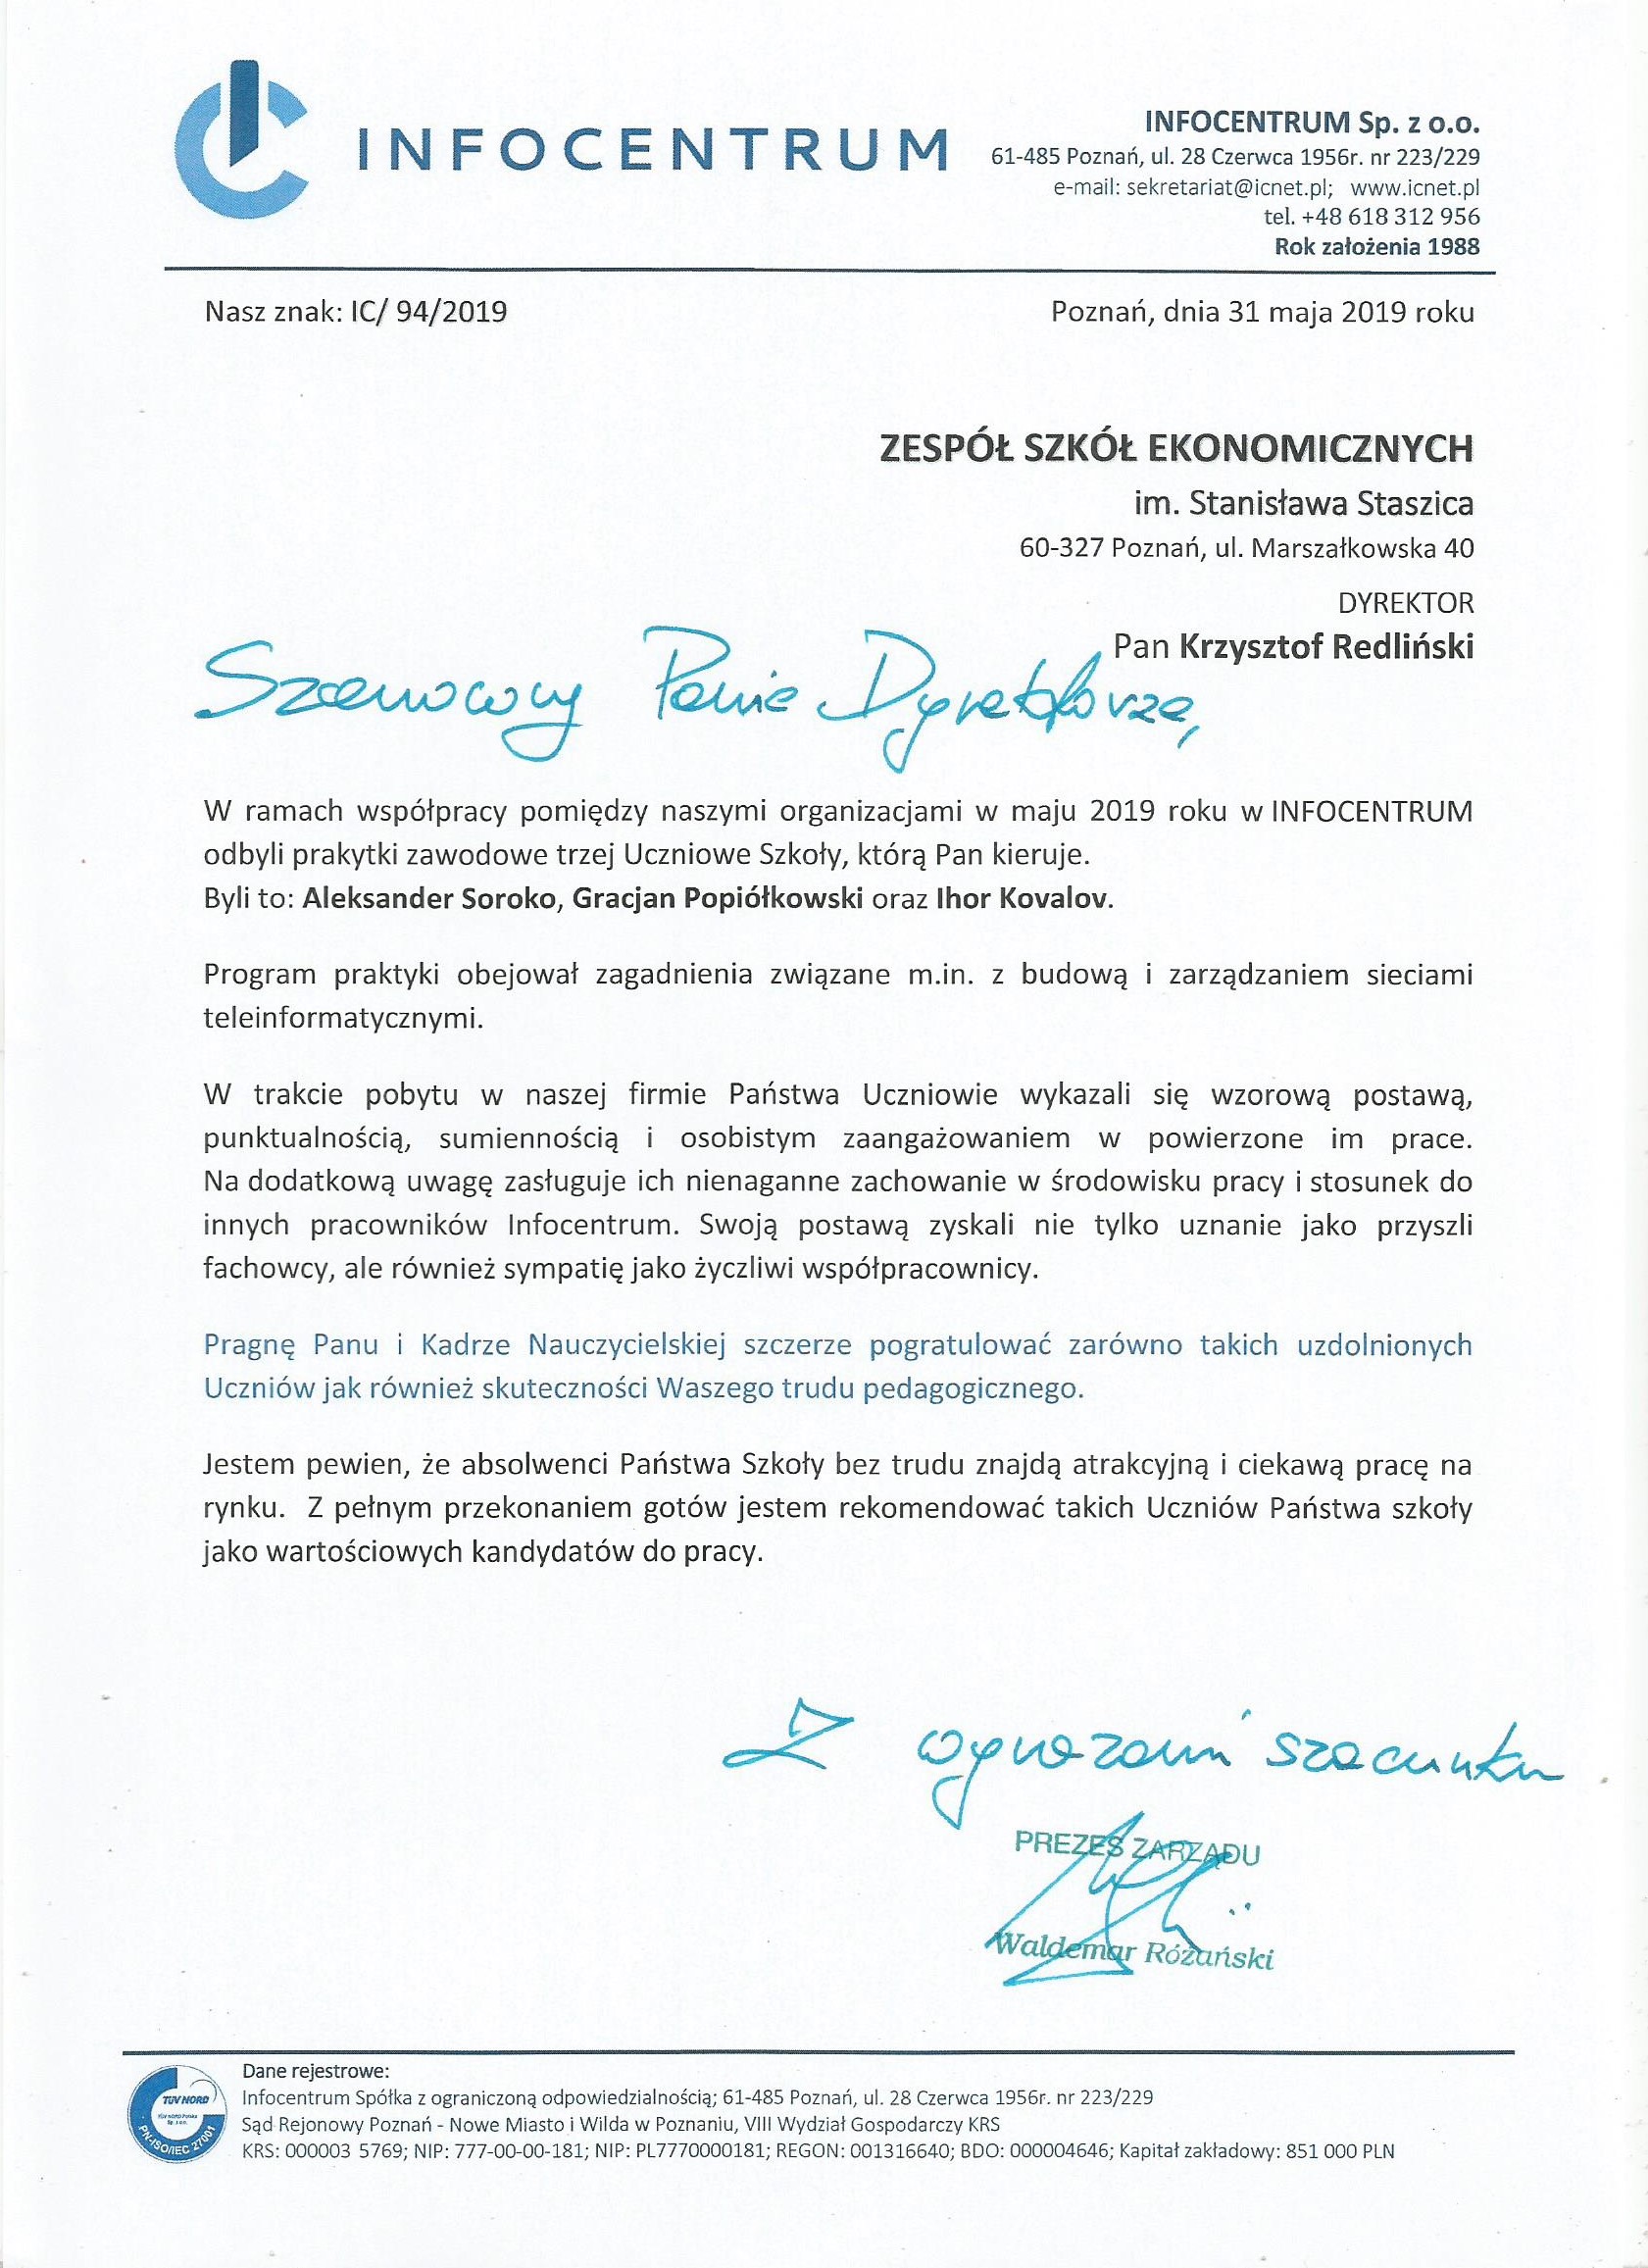 INFOCENTRUM
INFOCENTRUM Sp. z o.o.
61-485 Poznań, ul. 28 Czerwca 1956r. nr 223/229
e-mail: sekretariat@icnet.pl; www.icnet.pl
tel. +48 618 312 956
Rok założenia 1988
Nasz znak: IC/ 94/2019
Poznań, dnia 31 maja 2019 roku
ZESPÓŁ SZKÓŁ EKONOMICZNYCH
im. Stanisława Staszica
60-327 Poznań, ul. Marszałkowska 40
DYREKTOR
Pan Krzysztof Redliński
Szanowny Panie Dyrektorze,
W ramach współpracy pomiędzy naszymi organizacjami w maju 2019 roku w INFOCENTRUM
odbyli prakytki zawodowe trzej Uczniowe Szkoły, którą Pan kieruje.
Byli to: Aleksander Soroko, Gracjan Popiółkowski oraz Ihor Kovalov.
Program praktyki obejował zagadnienia związane m.in. z budową i zarządzaniem sieciami
teleinformatycznymi.
W trakcie pobytu w naszej firmie Państwa Uczniowie wykazali się wzorową postawą,
punktualnością, sumiennością i osobistym zaangażowaniem w powierzone im prace.
Na dodatkową uwagę zasługuje ich nienaganne zachowanie w środowisku pracy i stosunek do
innych pracowników Infocentrum. Swoją postawą zyskali nie tylko uznanie jako przyszli
fachowcy, ale również sympatię jako życzliwi współpracownicy.
Pragnę Panu i Kadrze Nauczycielskiej szczerze pogratulować zarówno takich uzdolnionych
Uczniów jak również skuteczności Waszego trudu pedagogicznego.
Jestem pewien, że absolwenci Państwa Szkoły bez trudu znajdą atrakcyjną i ciekawą pracę na
rynku. Z pełnym przekonaniem gotów jestem rekomendować takich Uczniów Państwa szkoły
jako wartościowych kandydatów do pracy.
Z wyrazami szacunku
PREZES ZARZĄDU
Waldemar Różański
TÜV NORD
PN-ISO/IEC 27001
Dane rejestrowe:
Infocentrum Spółka z ograniczoną odpowiedzialnością; 61-485 Poznań, ul. 28 Czerwca 1956r. nr 223/229
Sąd Rejonowy Poznań - Nowe Miasto i Wilda w Poznaniu, VIII Wydział Gospodarczy KRS
KRS: 000003 5769; NIP: 777-00-00-181; NIP: PL7770000181; REGON: 001316640; BDO: 000004646; Kapitał zakładowy: 851 000 PLN